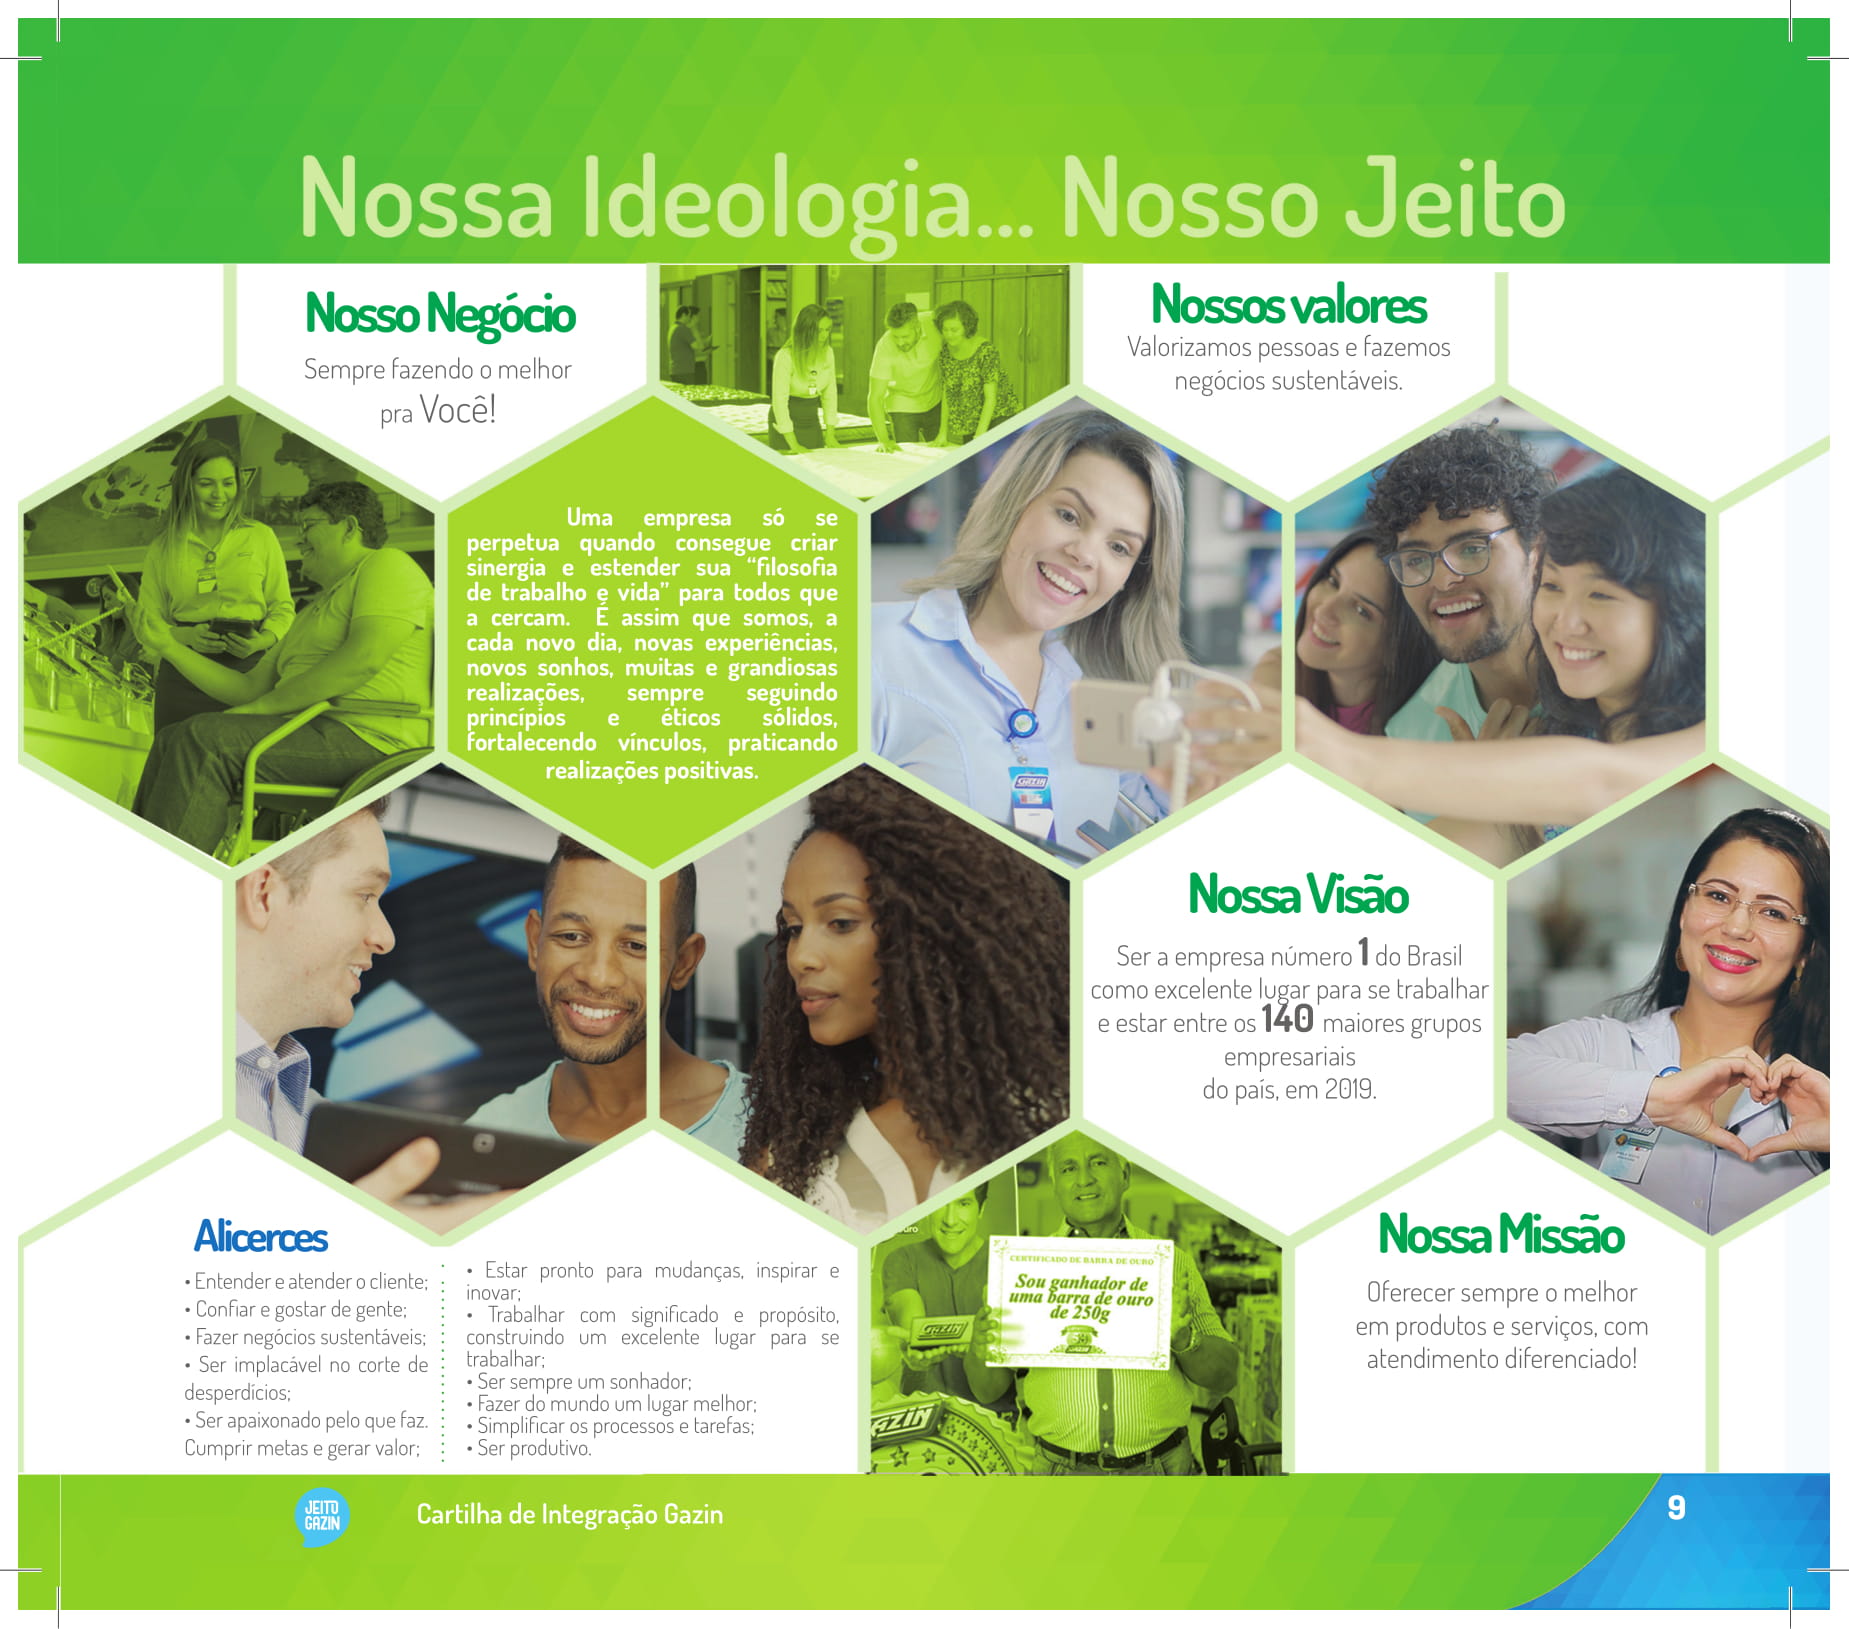 Nossa Ideologia... Nosso Jeito
Nosso Negócio
Sempre fazendo o melhor
pra Você!
Nossos valores
Valorizamos pessoas e fazemos
negócios sustentáveis.
Uma empresa só se
perpetua quando consegue criar
sinergia e estender sua “filosofia
de trabalho e vida” para todos que
a cercam. É assim que somos, a
cada novo dia, novas experiências,
novos sonhos, muitas e grandiosas
realizações, sempre seguindo
princípios e éticos sólidos,
fortalecendo vínculos, praticando
realizações positivas.
GAZIN
Nossa Visão
Ser a empresa número 1 do Brasil
como excelente lugar para se trabalhar
e estar entre os 140 maiores grupos
empresariais
do país, em 2019.
Alicerces
• Entender e atender o cliente;
• Confiar e gostar de gente;
• Fazer negócios sustentáveis;
• Ser implacável no corte de
desperdícios;
• Ser apaixonado pelo que faz.
Cumprir metas e gerar valor;
• Estar pronto para mudanças, inspirar e
inovar;
• Trabalhar com significado e propósito,
construindo um excelente lugar para se
trabalhar;
• Ser sempre um sonhador;
• Fazer do mundo um lugar melhor;
• Simplificar os processos e tarefas;
• Ser produtivo.
CERTIFICADO DE BARRA DE OURO
Sou ganhador de
uma barra de ouro
de 250g
GAZIN
GAZIN
GAZIN
Nossa Missão
Oferecer sempre o melhor
em produtos e serviços, com
atendimento diferenciado!
JEITO
GAZIN
Cartilha de Integração Gazin
9